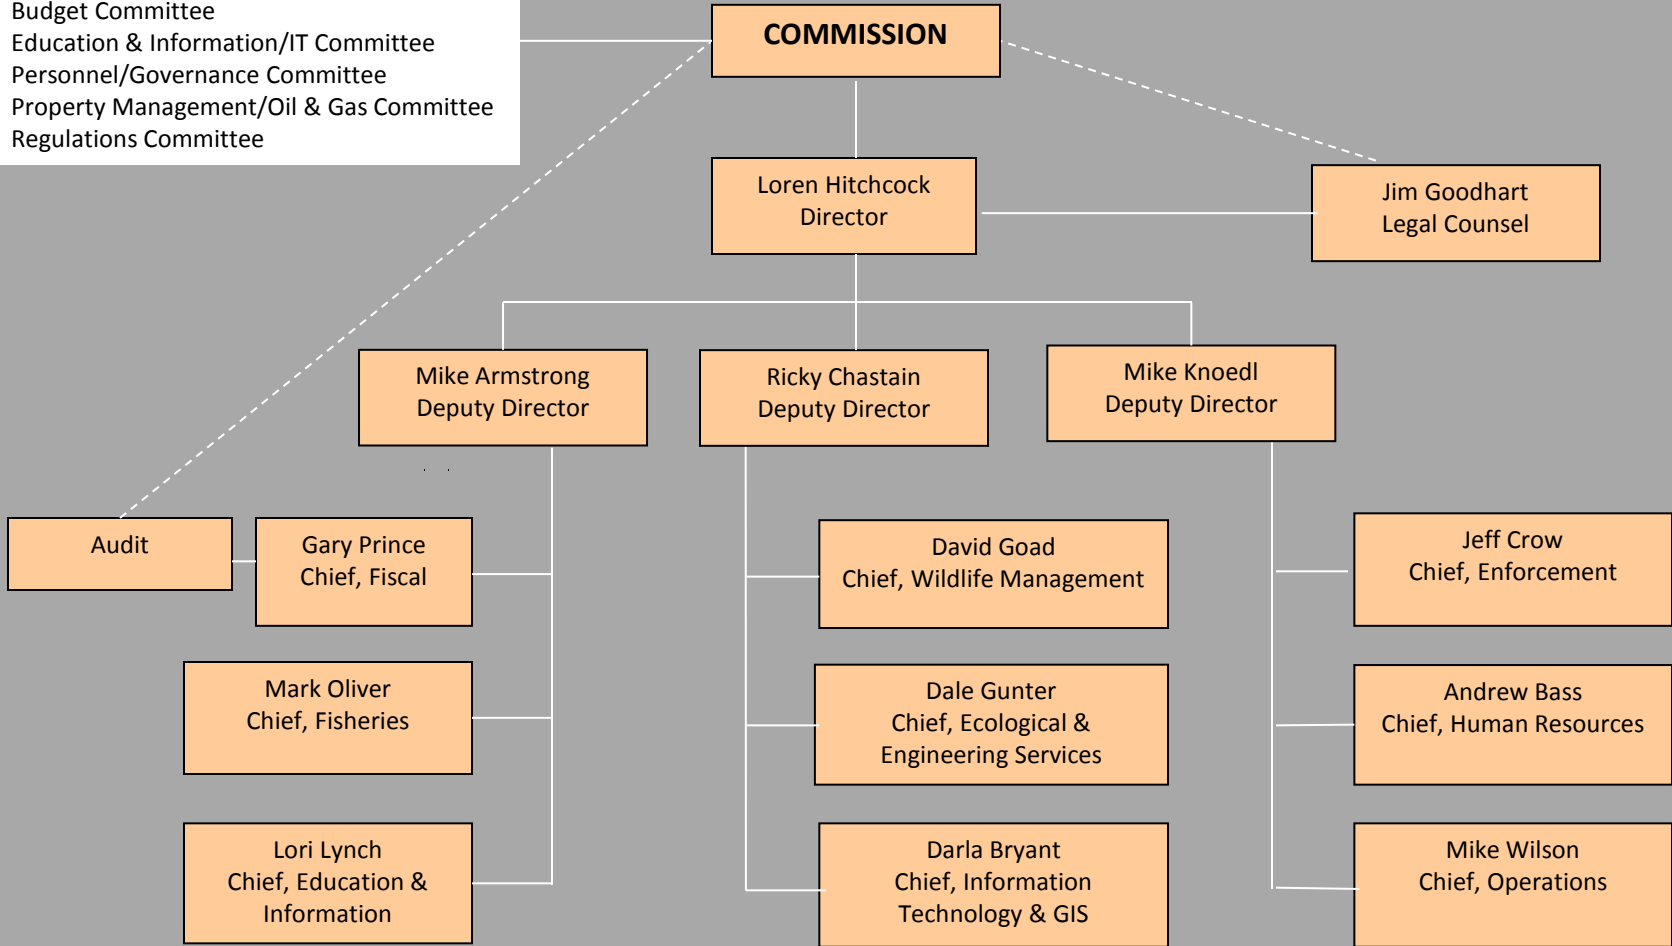 Budget Committee
Education & Information/IT Committee
Personnel/Governance Committee
Property Management/Oil & Gas Committee
Regulations Committee
COMMISSION
Loren Hitchcock
Director
Jim Goodhart
Legal Counsel
Mike Armstrong
Deputy Director
Ricky Chastain
Deputy Director
Mike Knoedl
Deputy Director
Audit
Gary Prince
Chief, Fiscal
David Goad
Chief, Wildlife Management
Jeff Crow
Chief, Enforcement
Mark Oliver
Chief, Fisheries
Dale Gunter
Chief, Ecological &
Engineering Services
Andrew Bass
Chief, Human Resources
Lori Lynch
Chief, Education &
Information
Darla Bryant
Chief, Information
Technology & GIS
Mike Wilson
Chief, Operations